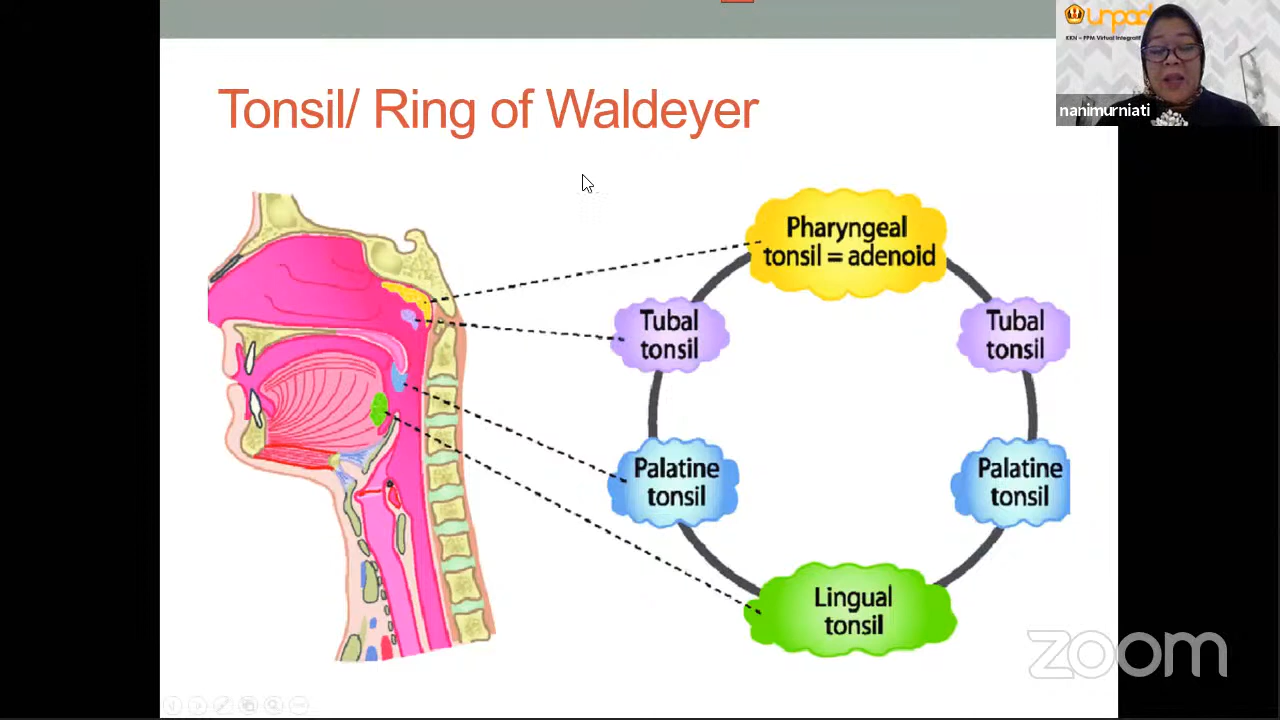 Tonsil/ Ring of Waldeyer
unpad
KKN – PPM Virtual Integratif
nanimurniati
Pharyngeal
tonsil = adenoid
Tubal
tonsil
Tubal
tonsil
Palatine
tonsil
Palatine
tonsil
Lingual
tonsil
zoom